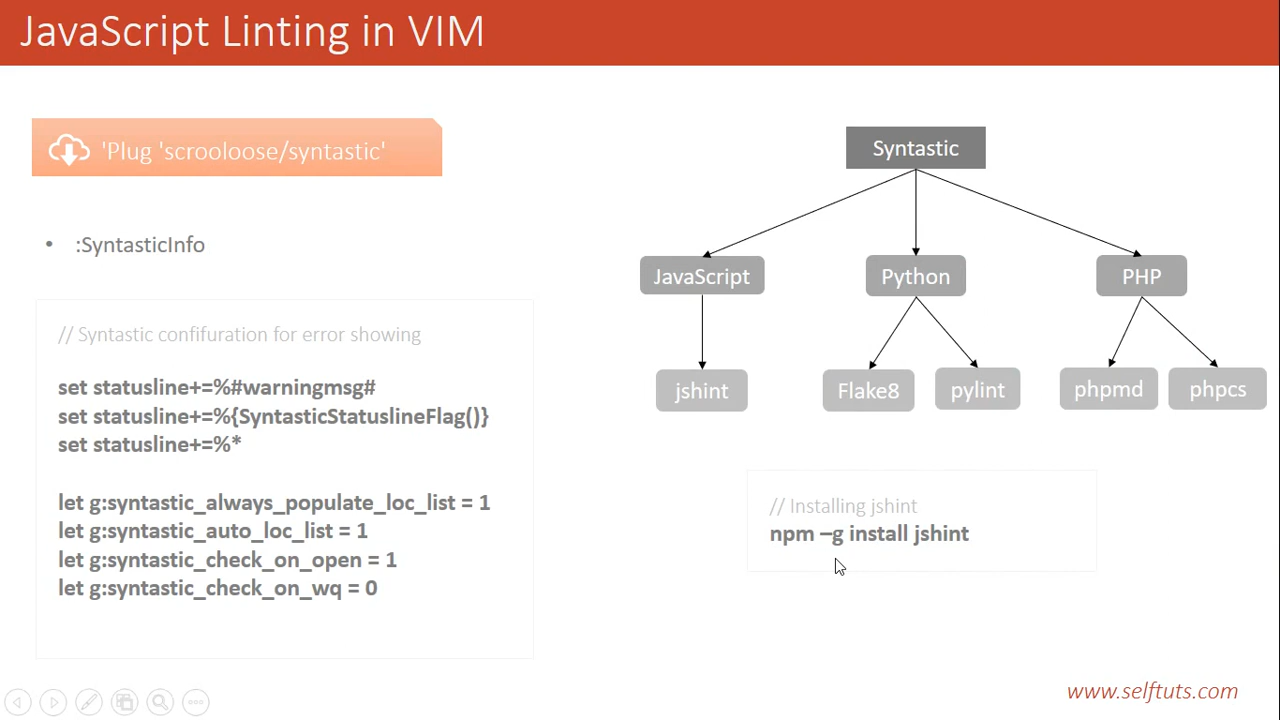 JavaScript Linting in VIM
'Plug 'scrooloose/syntastic'
• :SyntasticInfo
// Syntastic confifuration for error showing
set statusline+=%#warningmsg#
set statusline+=%{SyntasticStatuslineFlag()}
set statusline+=%*
let g:syntastic_always_populate_loc_list = 1
let g:syntastic_auto_loc_list = 1
let g:syntastic_check_on_open = 1
let g:syntastic_check_on_wq = 0
Syntastic
JavaScript
Python
PHP
jshint
Flake8
pylint
phpmd
phpcs
// Installing jshint
npm –g install jshint
www.selftuts.com